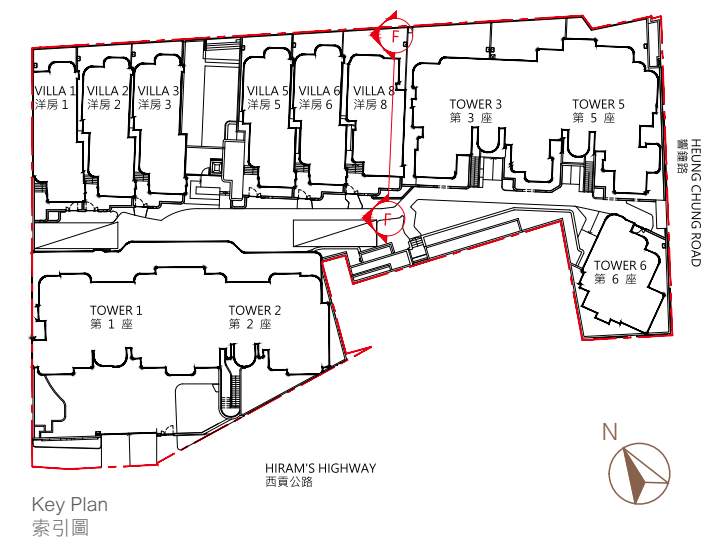 F
VILLA 1
洋房 1
VILLA 2
洋房 2
VILLA 3
洋房 3
VILLA 5
洋房 5
VILLA 6
洋房 6
VILLA 8
洋房 8
TOWER 3
第 3 座
TOWER 5
第 5 座
HEUNG CHUNG ROAD
響鐘路
F
TOWER 6
第 6 座
TOWER 1
第 1 座
TOWER 2
第 2 座
N
HIRAM'S HIGHWAY
西貢公路
Key Plan
索引圖